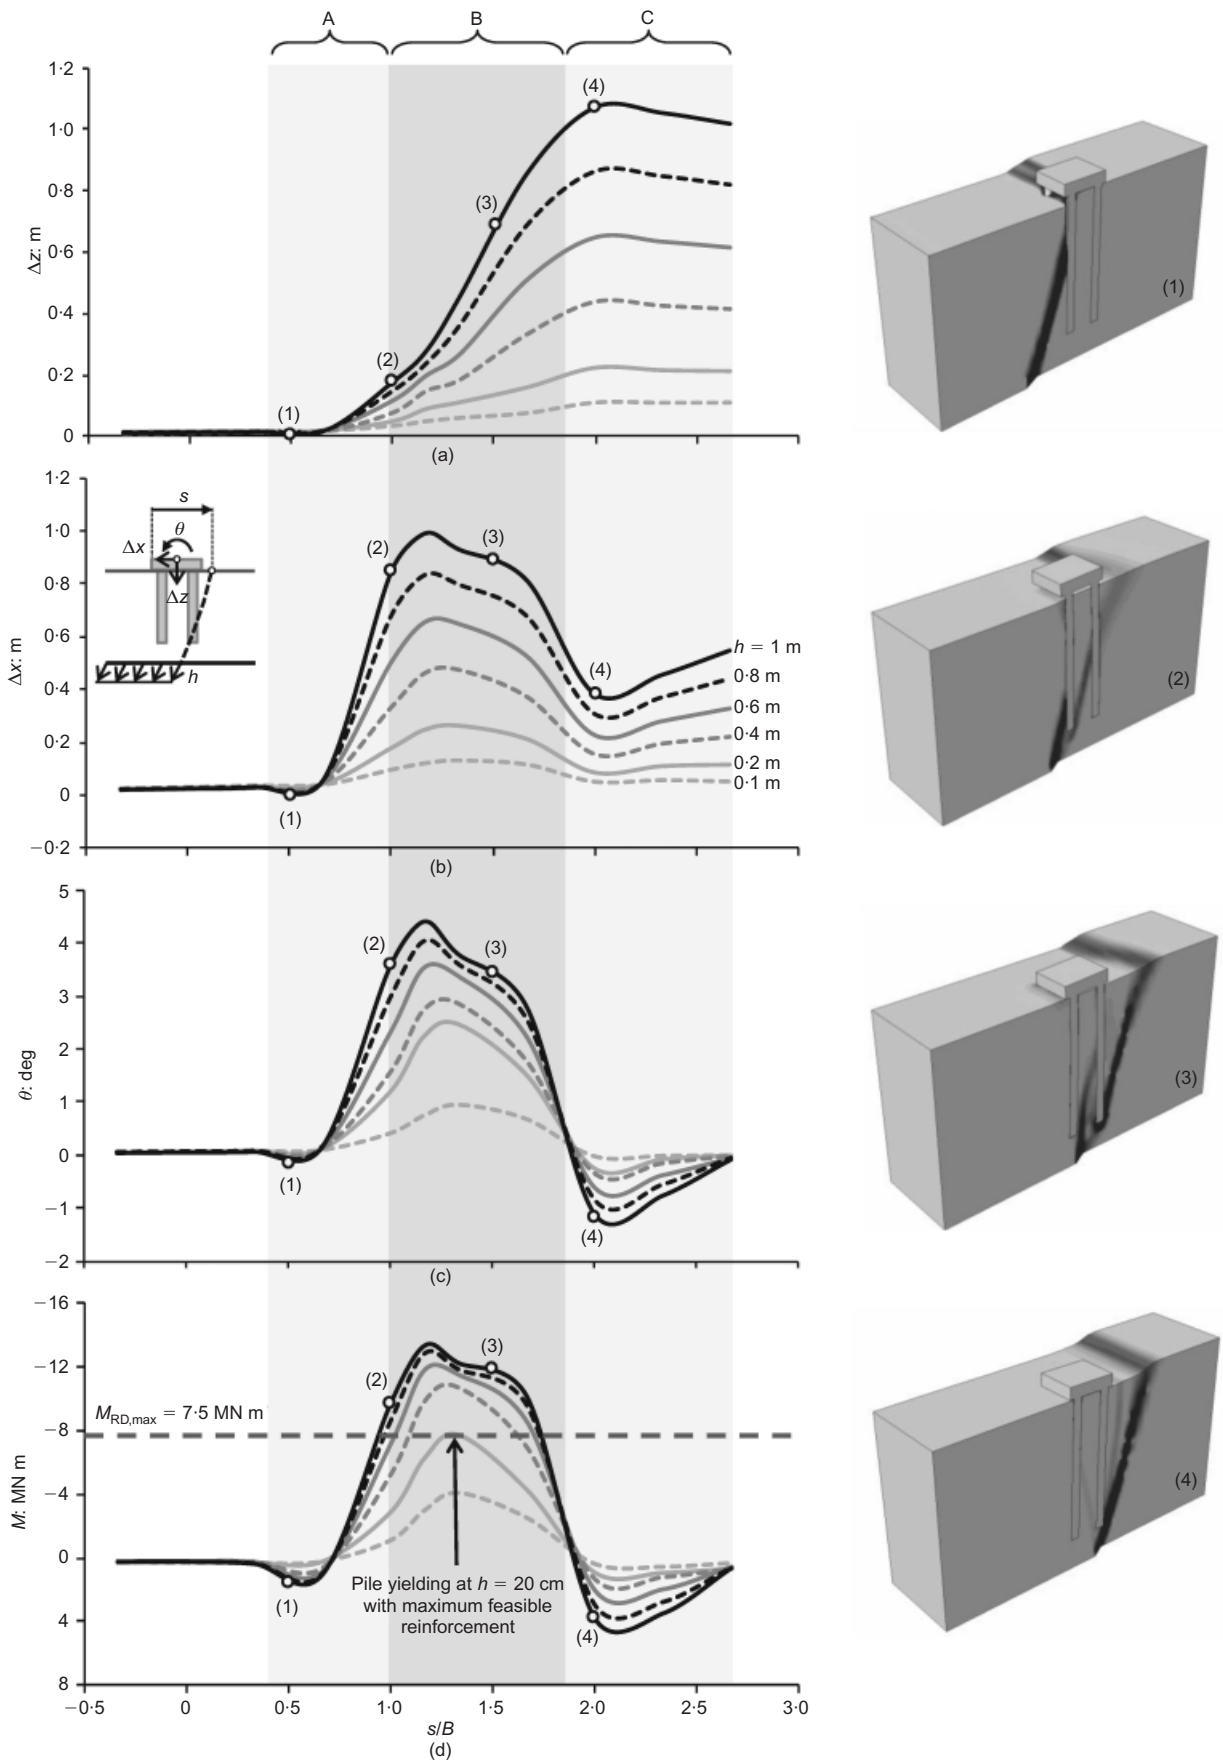 A
B
C
1·2
1·0
0·8
0·6
0·4
0·2
0
Δz: m
(1)
(2)
(3)
(4)
(a)
(1)
1·2
1·0
0·8
0·6
0·4
0·2
0
−0·2
Δx: m
s
θ
Δx
Δz
h
(1)
(2)
(3)
(4)
h = 1 m
0·8 m
0·6 m
0·4 m
0·2 m
0·1 m
(b)
(2)
5
4
3
2
1
0
−1
−2
θ: deg
(1)
(2)
(3)
(4)
(c)
(3)
−16
−12
−8
−4
0
4
8
M: MN m
MRD,max = 7·5 MN m
(1)
(2)
(3)
(4)
Pile yielding at h = 20 cm
with maximum feasible
reinforcement
−0·5
0
0·5
1·0
1·5
2·0
2·5
3·0
s/B
(d)
(4)